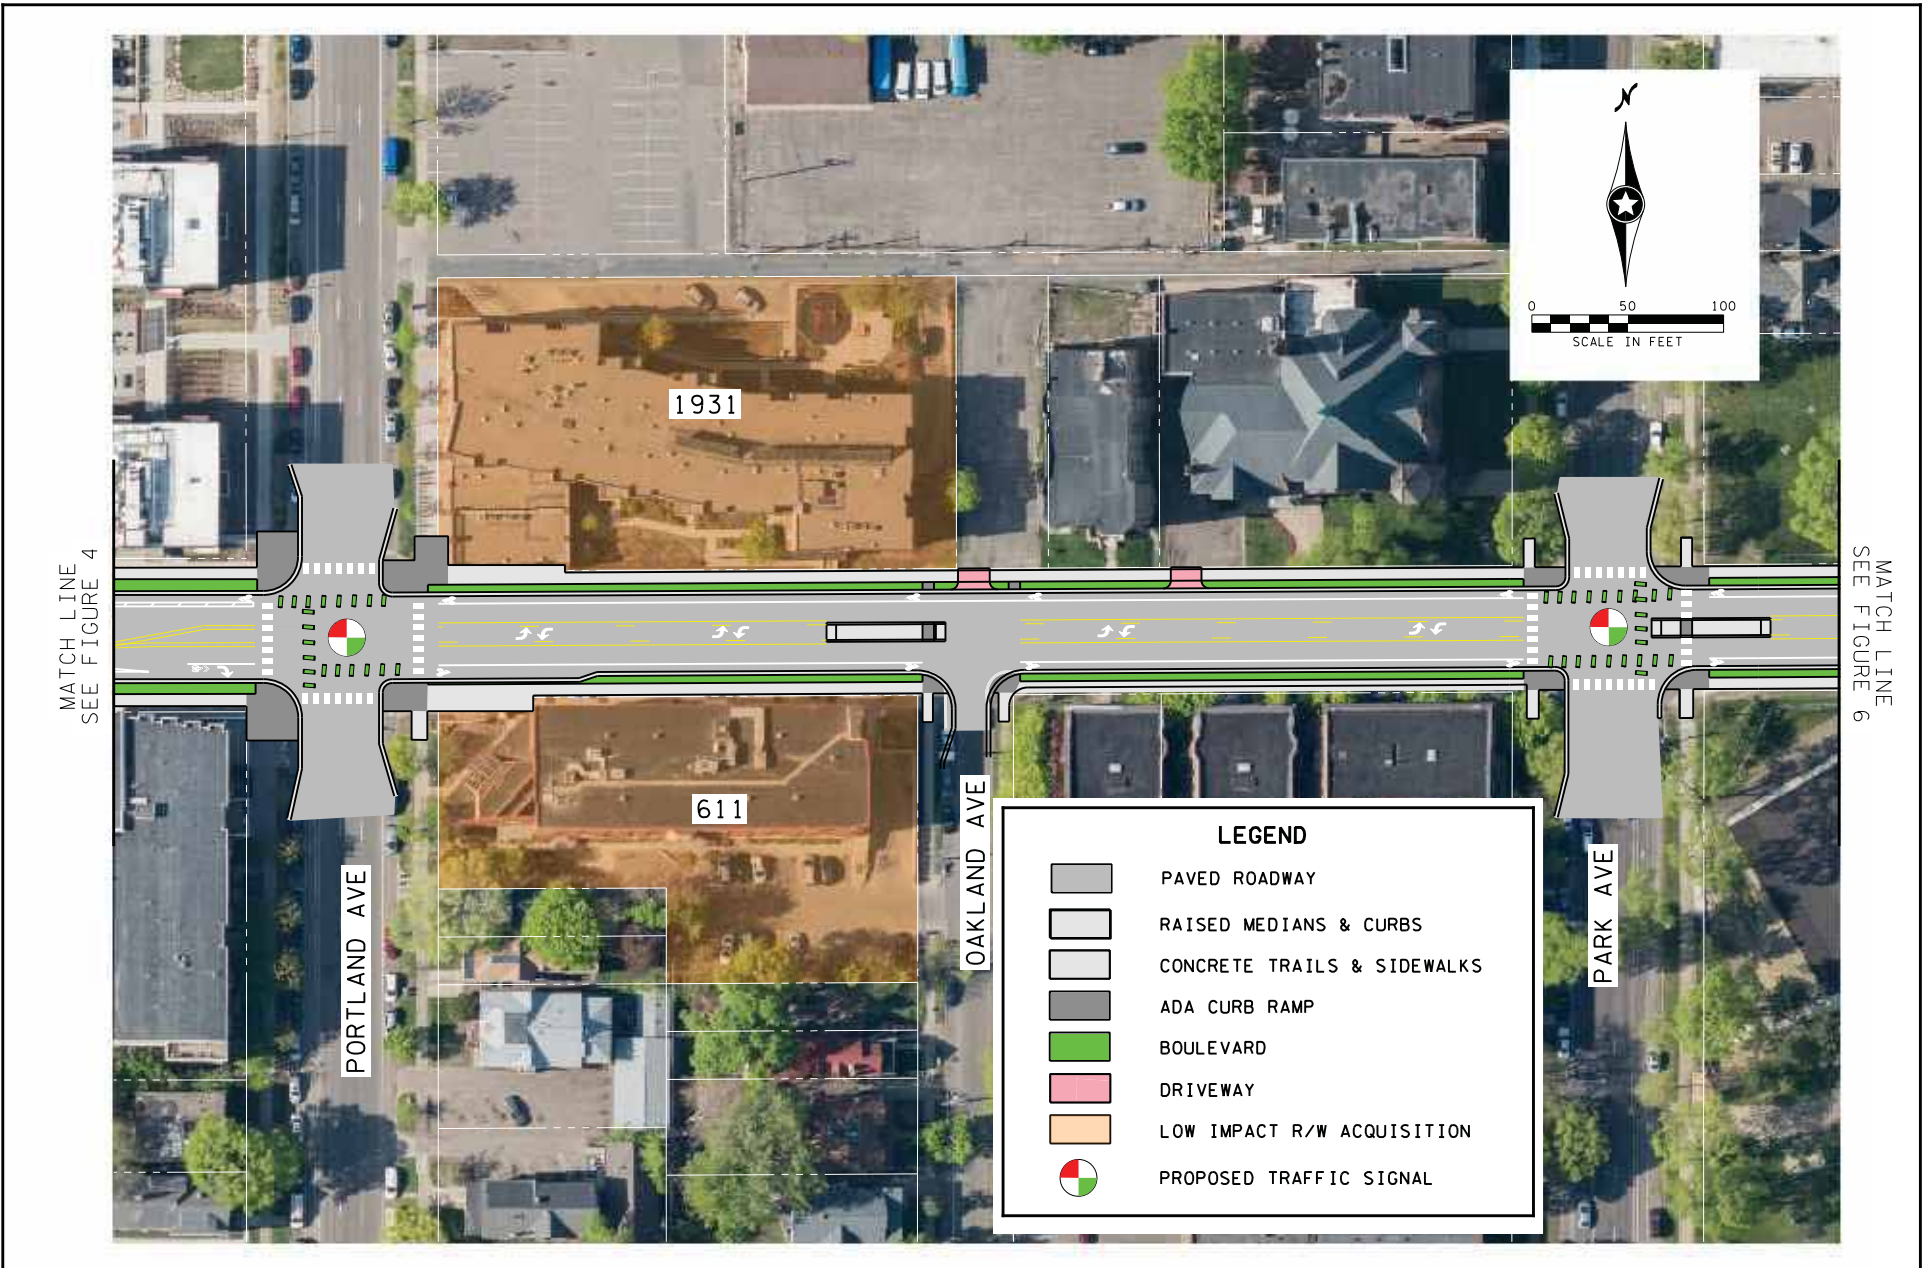 N
0 50 100
SCALE IN FEET
1931
MATCH LINE
SEE FIGURE 4
MATCH LINE
SEE FIGURE 6
611
PORTLAND AVE
OAKLAND AVE
PARK AVE
LEGEND
PAVED ROADWAY
RAISED MEDIANS & CURBS
CONCRETE TRAILS & SIDEWALKS
ADA CURB RAMP
BOULEVARD
DRIVEWAY
LOW IMPACT R/W ACQUISITION
PROPOSED TRAFFIC SIGNAL